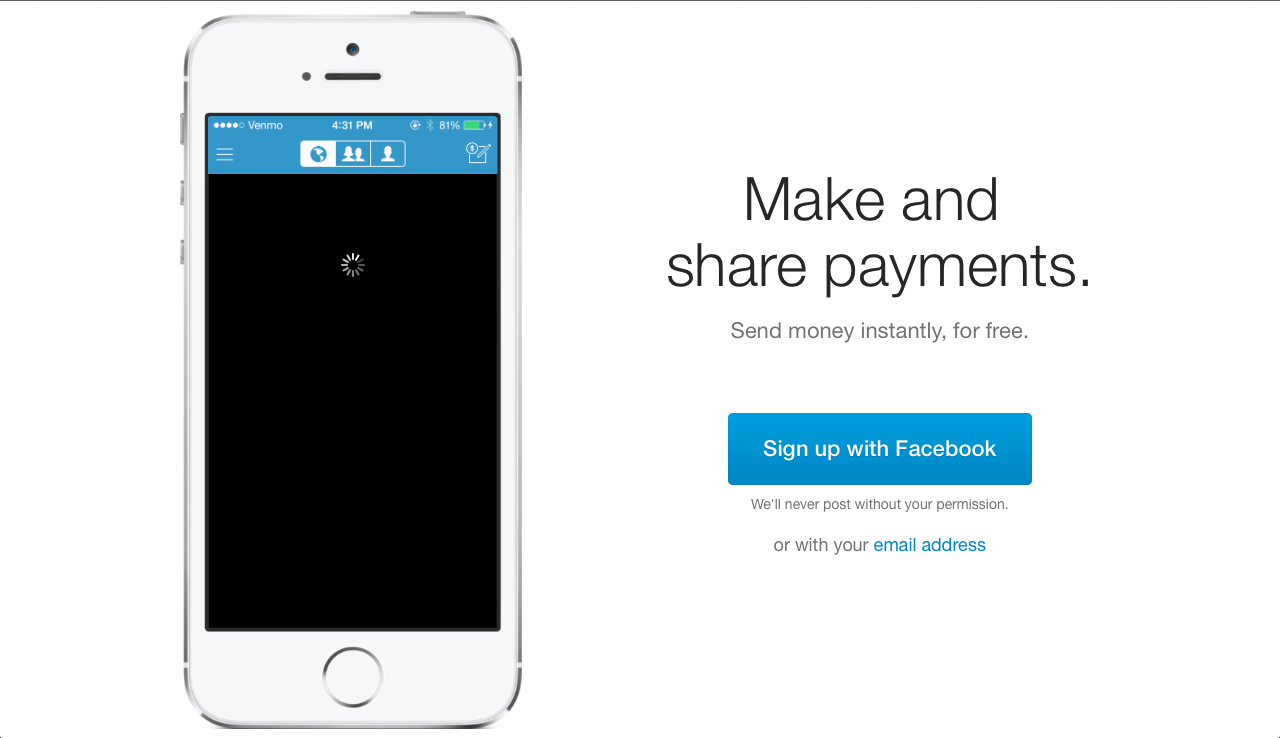 Venmo 4:31 PM 81%
Make and
share payments.
Send money instantly, for free.
Sign up with Facebook
We'll never post without your permission.
or with your email address